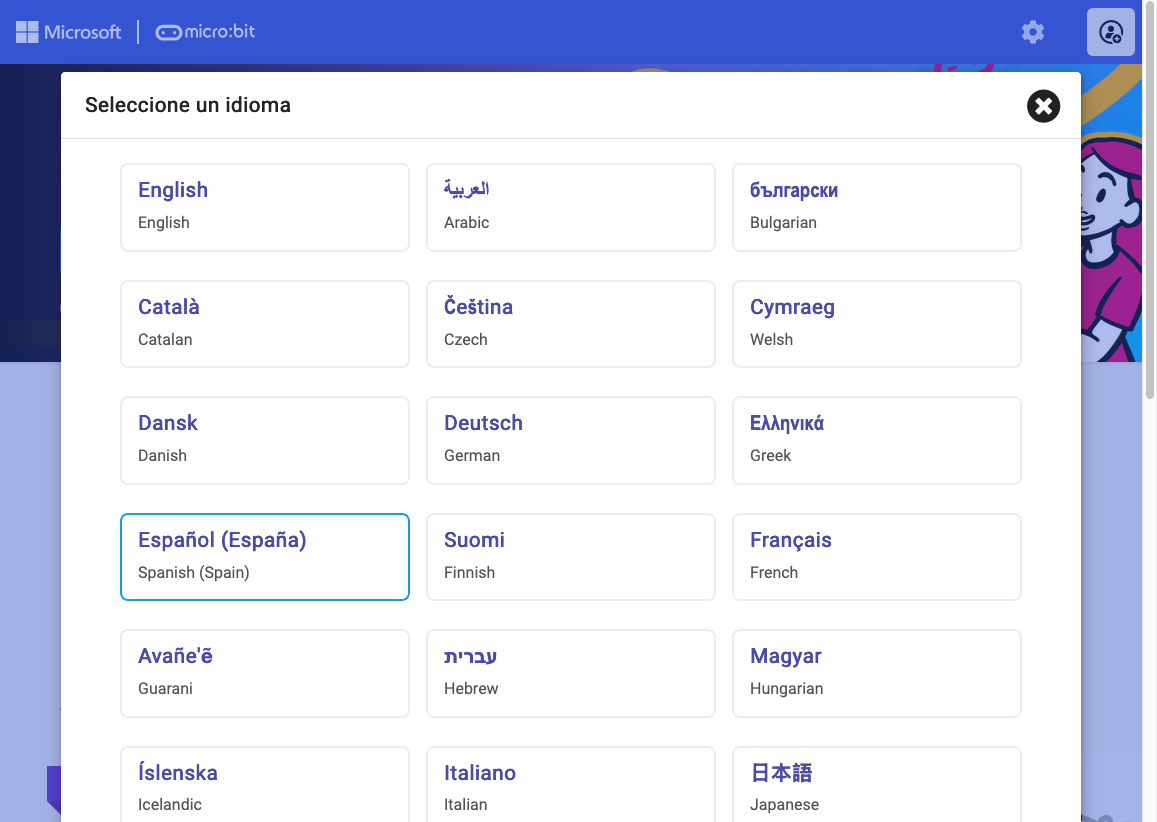 Microsoft
micro:bit
Seleccione un idioma
English
English
العربية
Arabic
български
Bulgarian
Català
Catalan
Čeština
Czech
Cymraeg
Welsh
Dansk
Danish
Deutsch
German
Ελληνικά
Greek
Español (España)
Spanish (Spain)
Suomi
Finnish
Français
French
Avañe'ẽ
Guarani
עברית
Hebrew
Magyar
Hungarian
Íslenska
Icelandic
Italiano
Italian
日本語
Japanese